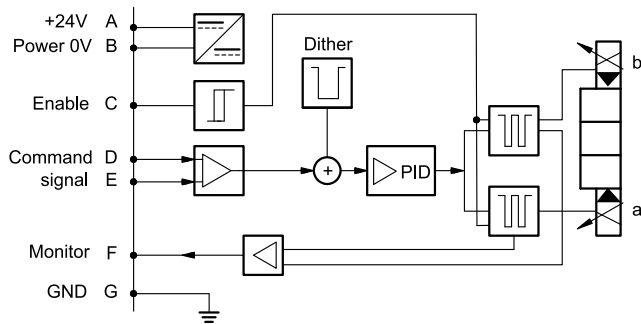 +24V A
Power 0V B
Dither
b
Enable C
Command D
signal E
+
PID
a
Monitor F
GND G